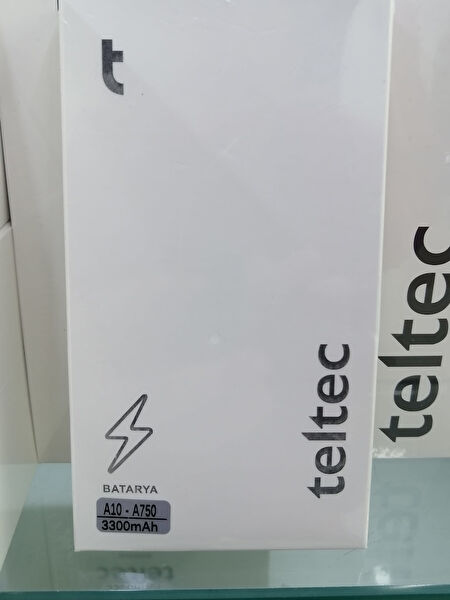 t
teltec
BATARYA
A10 - A750
3300mAh
teltec